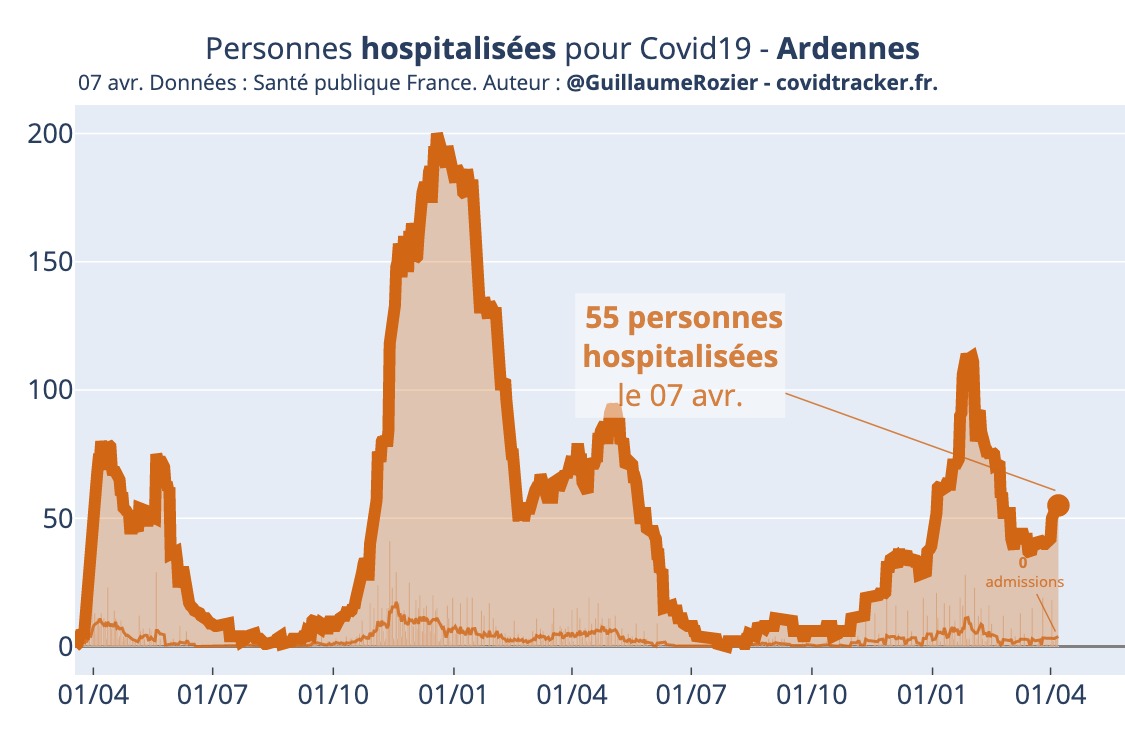 Personnes hospitalisées pour Covid19 - Ardennes
07 avr. Données : Santé publique France. Auteur : @GuillaumeRozier - covidtracker.fr.
200
150
100
50
0
55 personnes
hospitalisées
le 07 avr.
0
admissions
01/04 01/07 01/10 01/01 01/04 01/07 01/10 01/01 01/04